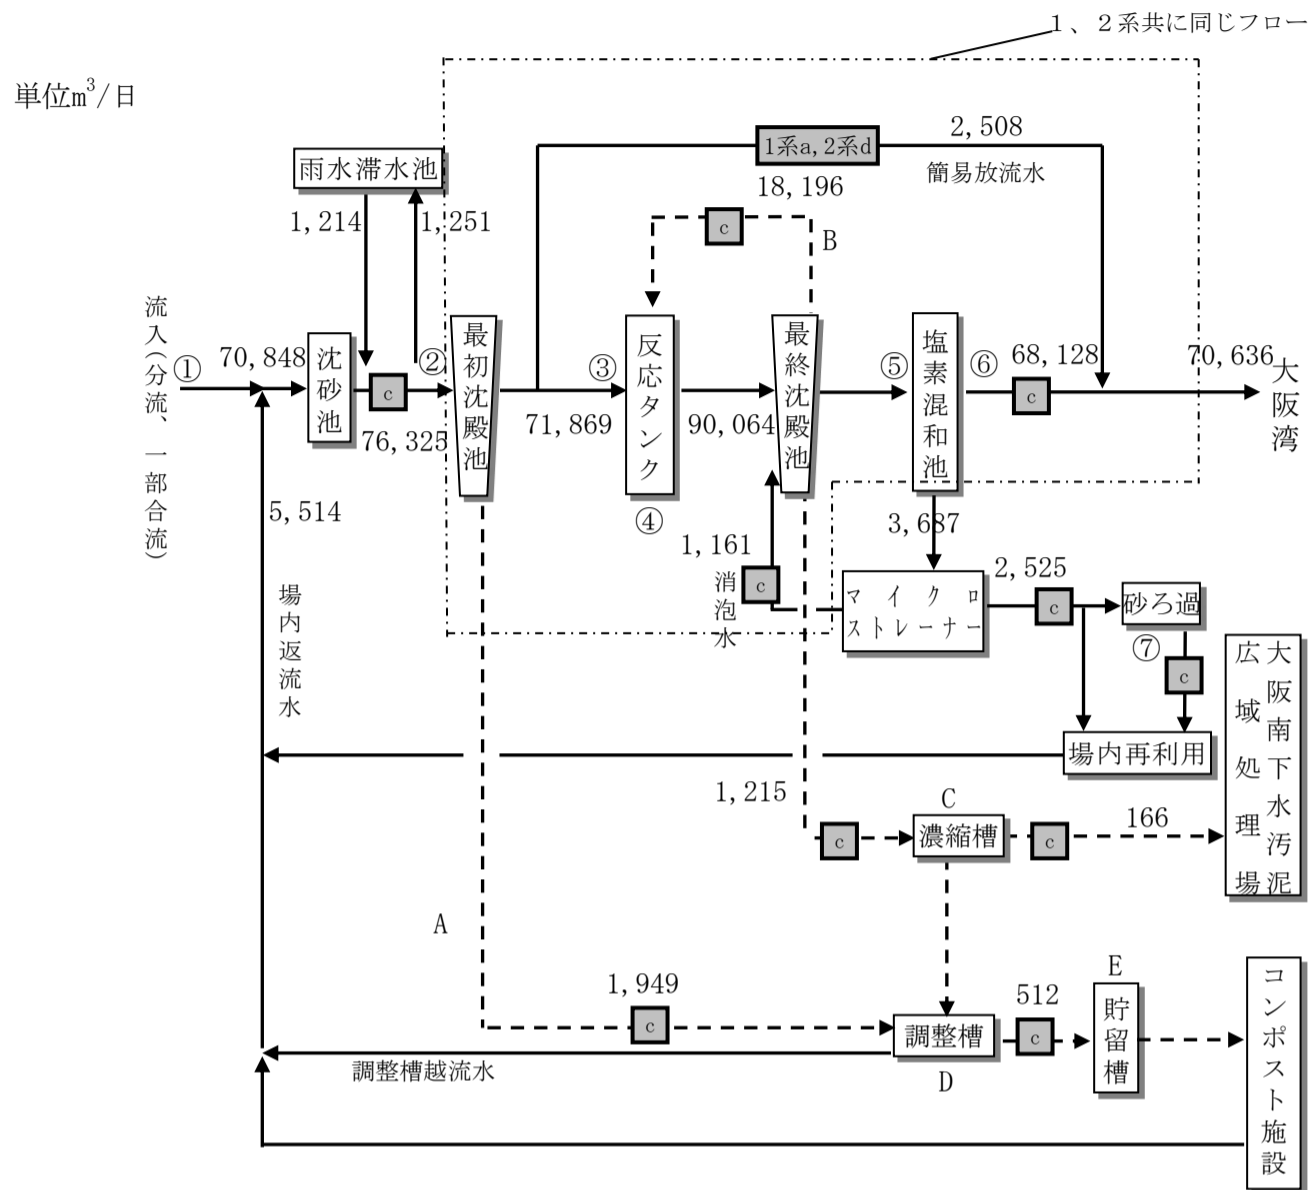 1、2系共に同じフロー
単位m³/日
1系a,2系d
2,508
簡易放流水
雨水滞水池
1,214
1,251
18,196
c
B
流入(分流、一部合流)
①
70,848
沈砂池
c
②
76,325
最初沈殿池
③
71,869
反応タンク
④
90,064
最終沈殿池
⑤
塩素混和池
⑥
68,128
c
70,636
大阪湾
5,514
場内返流水
1,161
c
消泡水
3,687
マイクロ
ストレーナー
2,525
c
砂ろ過
⑦
c
場内再利用
大阪南下水汚泥
広域処理場
1,215
c
C
濃縮槽
c
166
A
1,949
c
調整槽
D
512
c
E
貯留槽
コンポスト施設
調整槽越流水